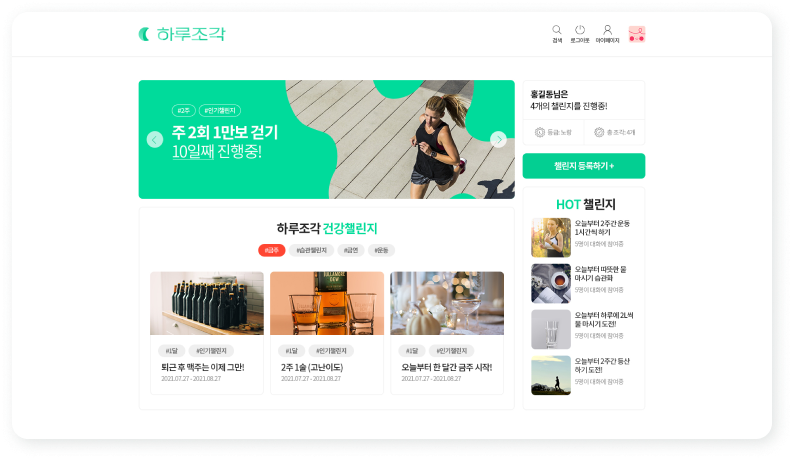 하루조각
검색
로그아웃
마이페이지
#2주
#인기챌린지
주 2회 1만보 걷기
10일째 진행중!
홍길동님은
4개의 챌린지를 진행중!
등급: 노랑
총 조각: 4개
챌린지 등록하기 +
하루조각 건강챌린지
#금주
#습관챌린지
#금연
#운동
#1달
#인기챌린지
퇴근 후 맥주는 이제 그만!
2021.07.27 - 2021.08.27
TULLAMORE
DEW
#1달
#인기챌린지
2주 1술 (고난이도)
2021.07.27 - 2021.08.27
#1달
#인기챌린지
오늘부터 한 달간 금주 시작!
2021.07.27 - 2021.08.27
HOT 챌린지
오늘부터 2주간 운동
1시간씩 하기
9명이 대화에 참여중
오늘부터 따뜻한 물
마시기 습관화
9명이 대화에 참여중
오늘부터 하루에 2L씩
물 마시기 도전!
9명이 대화에 참여중
오늘부터 2주간 등산
하기 도전!
9명이 대화에 참여중